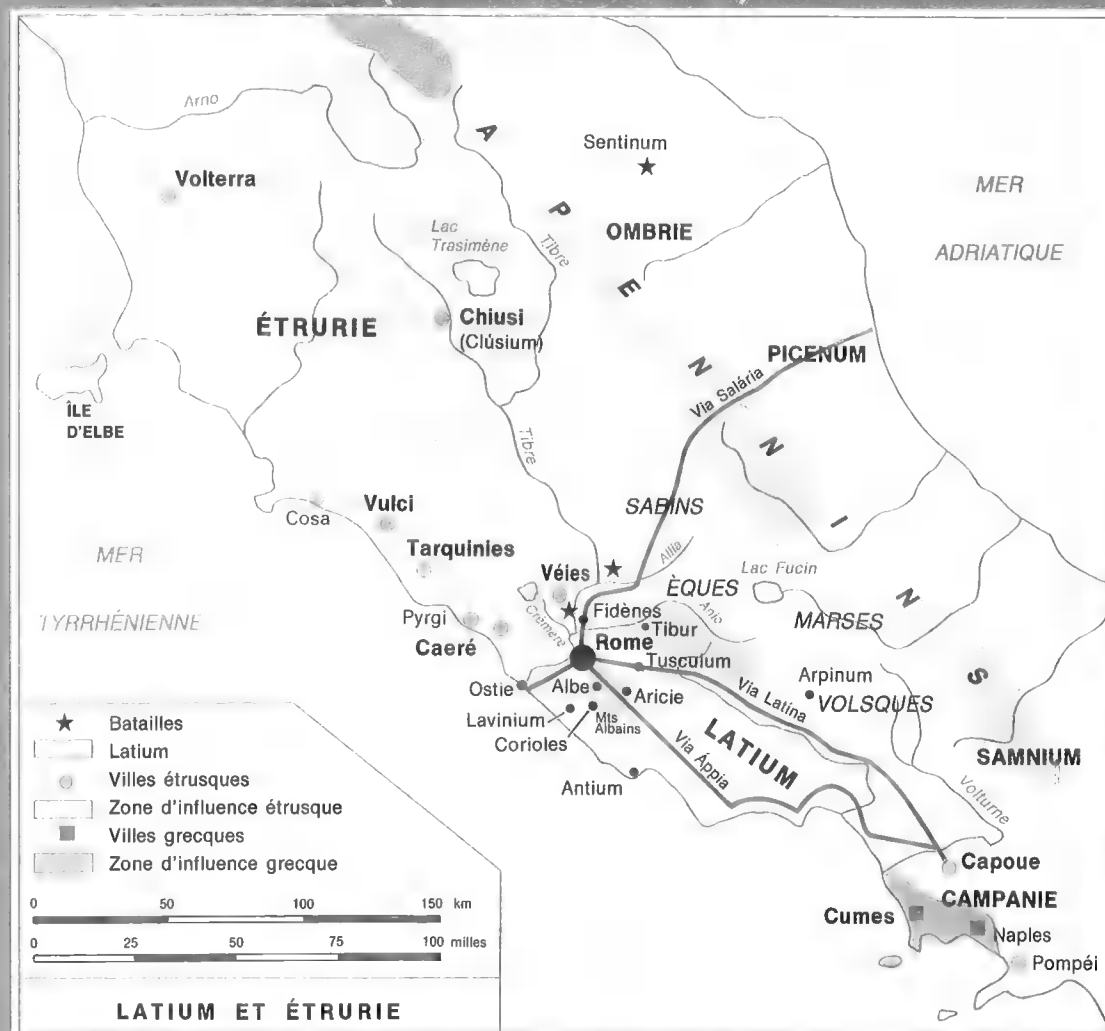 Arno
Volterra
A
P
E
N
N
I
N
S
Sentinum
OMBRIE
MER
ADRIATIQUE
Lac
Trasimène
Tibre
ÉTRURIE
Chiusi
(Clúsium)
PICENUM
Via Salária
ÎLE
D'ELBE
Tibre
Cosa
Vulci
SABINS
Tarquinies
MER
TYRRHÉNIENNE
Véies
Allia
Lac Fucin
ÈQUES
Pyrgi
Caeré
Crémère
Fidènes
Anio
Tibur
MARSES
Rome
Tusculum
Arpinum
VOLSQUES
Ostie
Albe
Aricie
Via Latina
Lavinium
Mts
Albains
Corioles
LATIUM
Via Áppia
SAMNIUM
Antium
Volturne
Capoue
CAMPANIE
Cumes
Naples
Pompéi
Batailles
Latium
Villes étrusques
Zone d'influence étrusque
Villes grecques
Zone d'influence grecque
0 50 100 150 km
0 25 50 75 100 milles
LATIUM ET ÉTRURIE